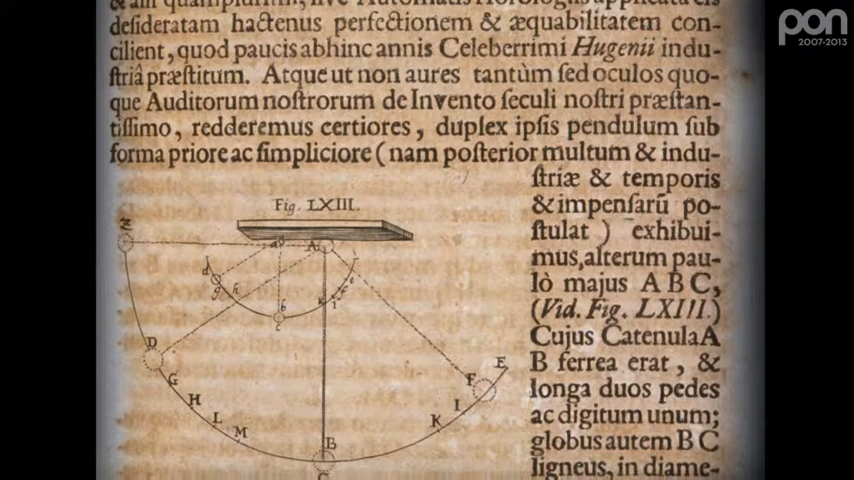 desideratam hactenus perfectionem & æquabilitatem con-
cilient, quod paucis abhinc annis Celeberrimi Hugenii indu-
striâ præstitum. Atque ut non aures tantùm sed oculos quo-
que Auditorum nostrorum de Invento seculi nostri præstan-
tissimo, redderemus certiores, duplex ipsis pendulum sub
forma priore ac simpliciore (nam posterior multum & indu-
striæ & temporis
& impensarū po-
stulat) exhibui-
mus, alterum pau-
lò majus A B C,
(Vid. Fig. LXIII.)
Cujus Catenula A
B ferrea erat, &
longa duos pedes
ac digitum unum;
globus autem B C
ligneus, in diame-
Fig. LXIII.
N
a
A
d
g
h
b
c
k
i
f
e
D
G
H
L
M
B
C
K
I
F
E
pon
2007-2013